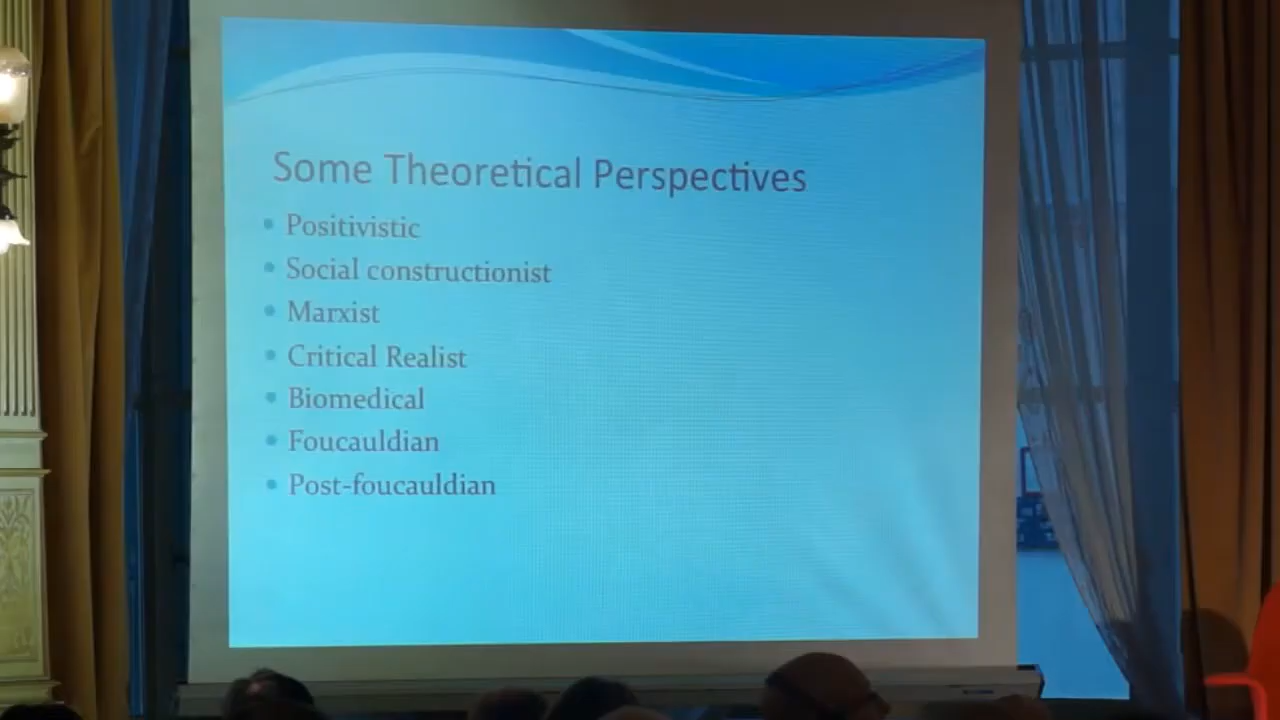 Some Theoretical Perspectives
• Positivistic
• Social constructionist
• Marxist
• Critical Realist
• Biomedical
• Foucauldian
• Post-foucauldian